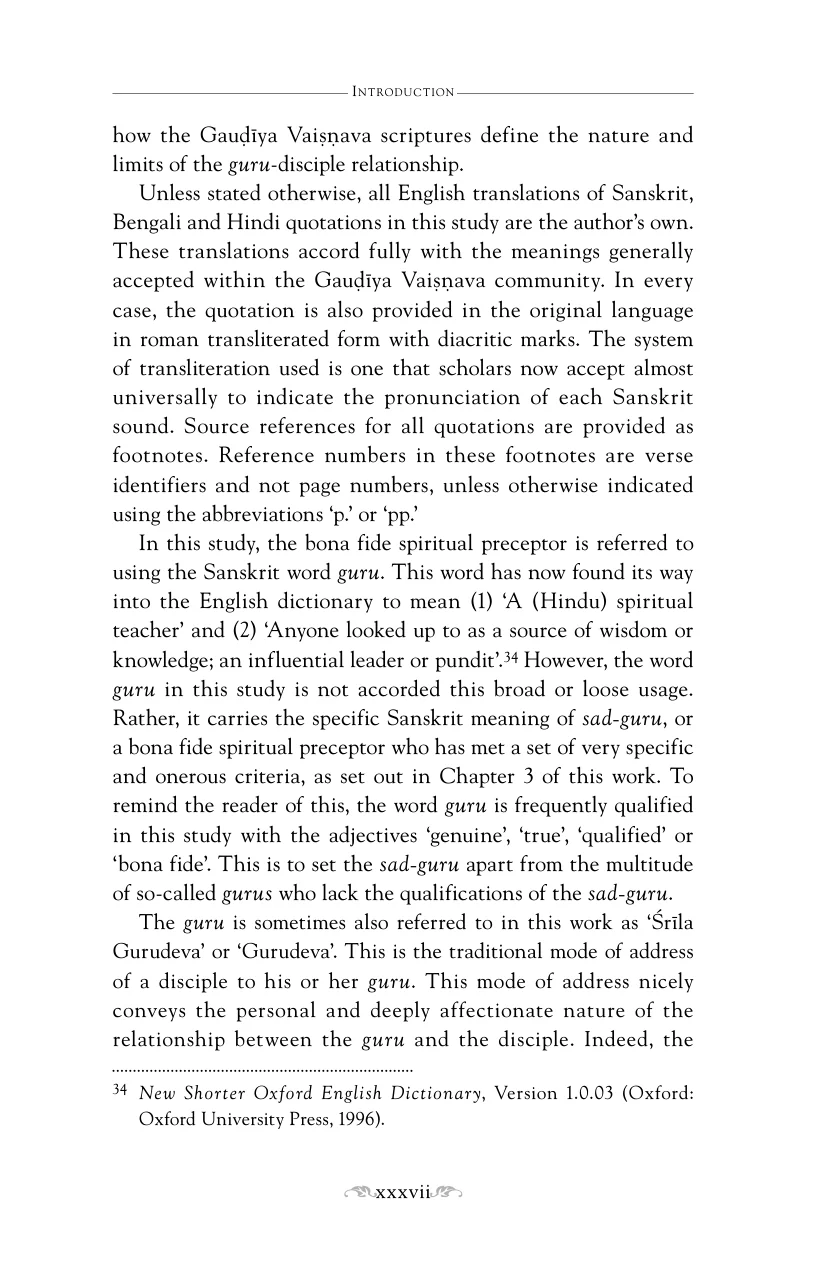 Introduction
how the Gauḍīya Vaiṣṇava scriptures define the nature and
limits of the guru-disciple relationship.
Unless stated otherwise, all English translations of Sanskrit,
Bengali and Hindi quotations in this study are the author’s own.
These translations accord fully with the meanings generally
accepted within the Gauḍīya Vaiṣṇava community. In every
case, the quotation is also provided in the original language
in roman transliterated form with diacritic marks. The system
of transliteration used is one that scholars now accept almost
universally to indicate the pronunciation of each Sanskrit
sound. Source references for all quotations are provided as
footnotes. Reference numbers in these footnotes are verse
identifiers and not page numbers, unless otherwise indicated
using the abbreviations ‘p.’ or ‘pp.’
In this study, the bona fide spiritual preceptor is referred to
using the Sanskrit word guru. This word has now found its way
into the English dictionary to mean (1) ‘A (Hindu) spiritual
teacher’ and (2) ‘Anyone looked up to as a source of wisdom or
knowledge; an influential leader or pundit’.34 However, the word
guru in this study is not accorded this broad or loose usage.
Rather, it carries the specific Sanskrit meaning of sad-guru, or
a bona fide spiritual preceptor who has met a set of very specific
and onerous criteria, as set out in Chapter 3 of this work. To
remind the reader of this, the word guru is frequently qualified
in this study with the adjectives ‘genuine’, ‘true’, ‘qualified’ or
‘bona fide’. This is to set the sad-guru apart from the multitude
of so-called gurus who lack the qualifications of the sad-guru.
The guru is sometimes also referred to in this work as ‘Śrīla
Gurudeva’ or ‘Gurudeva’. This is the traditional mode of address
of a disciple to his or her guru. This mode of address nicely
conveys the personal and deeply affectionate nature of the
relationship between the guru and the disciple. Indeed, the
34 New Shorter Oxford English Dictionary, Version 1.0.03 (Oxford:
Oxford University Press, 1996).
xxxvii